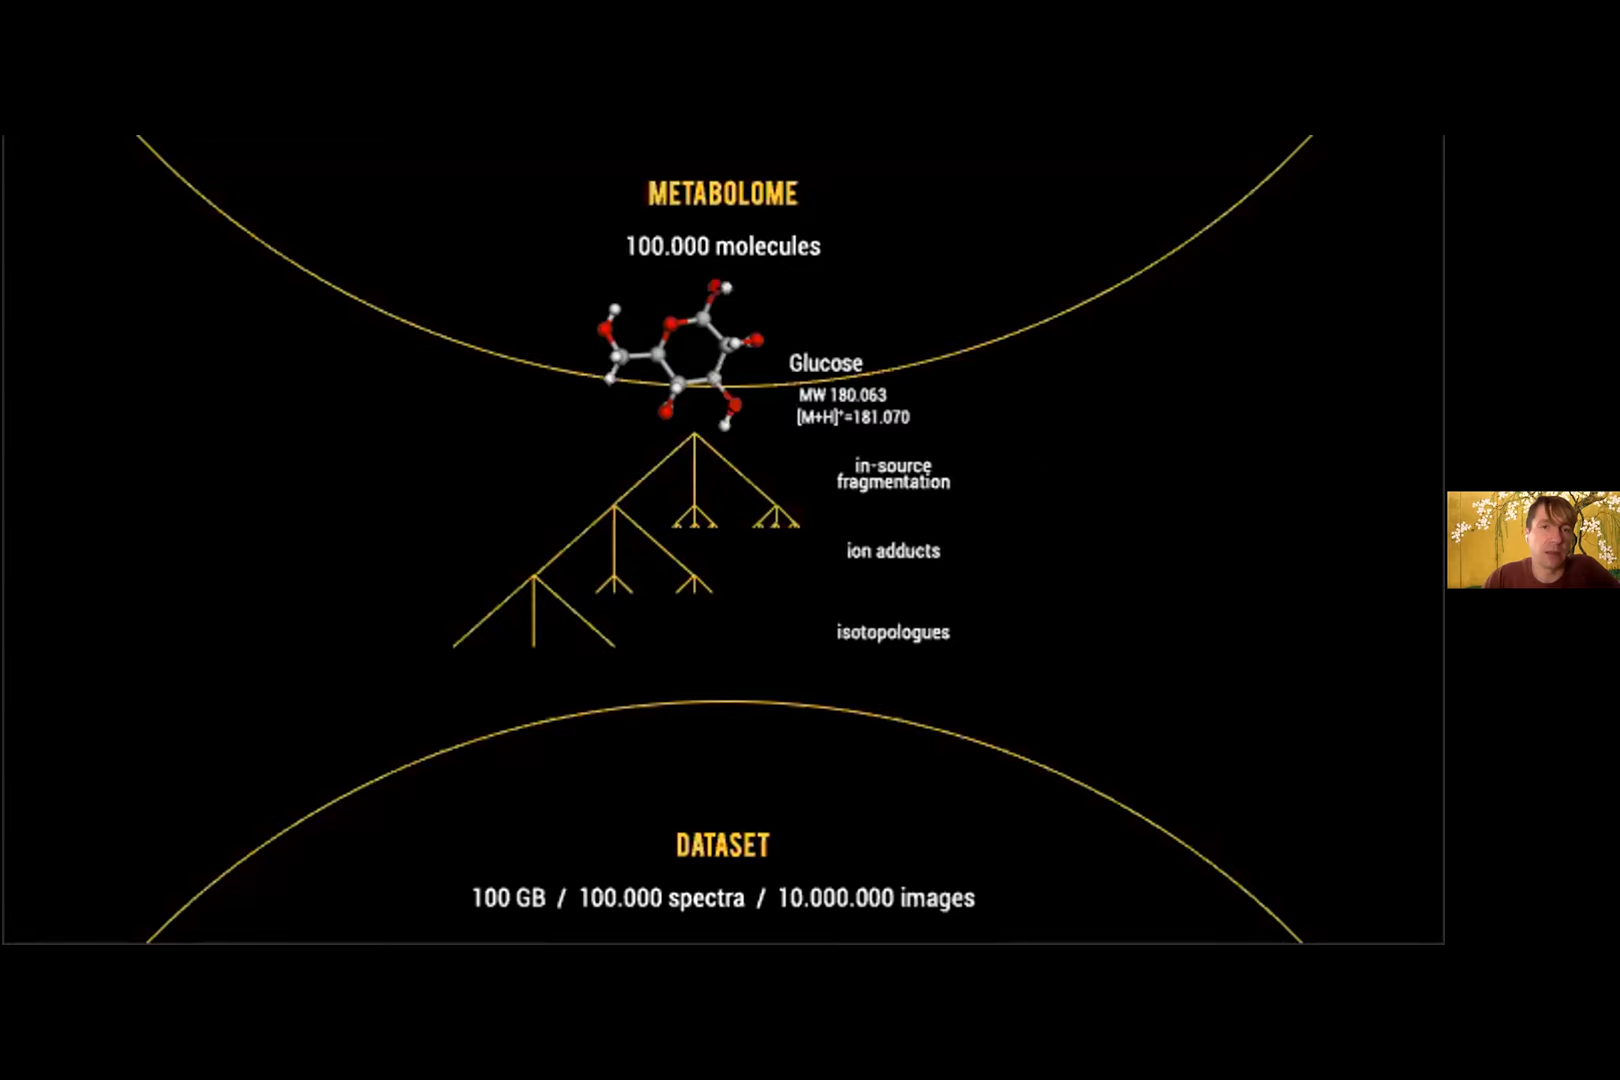 METABOLOME
100.000 molecules
Glucose
MW 180.063
[M+H]⁺=181.070
in-source
fragmentation
ion adducts
isotopologues
DATASET
100 GB / 100.000 spectra / 10.000.000 images